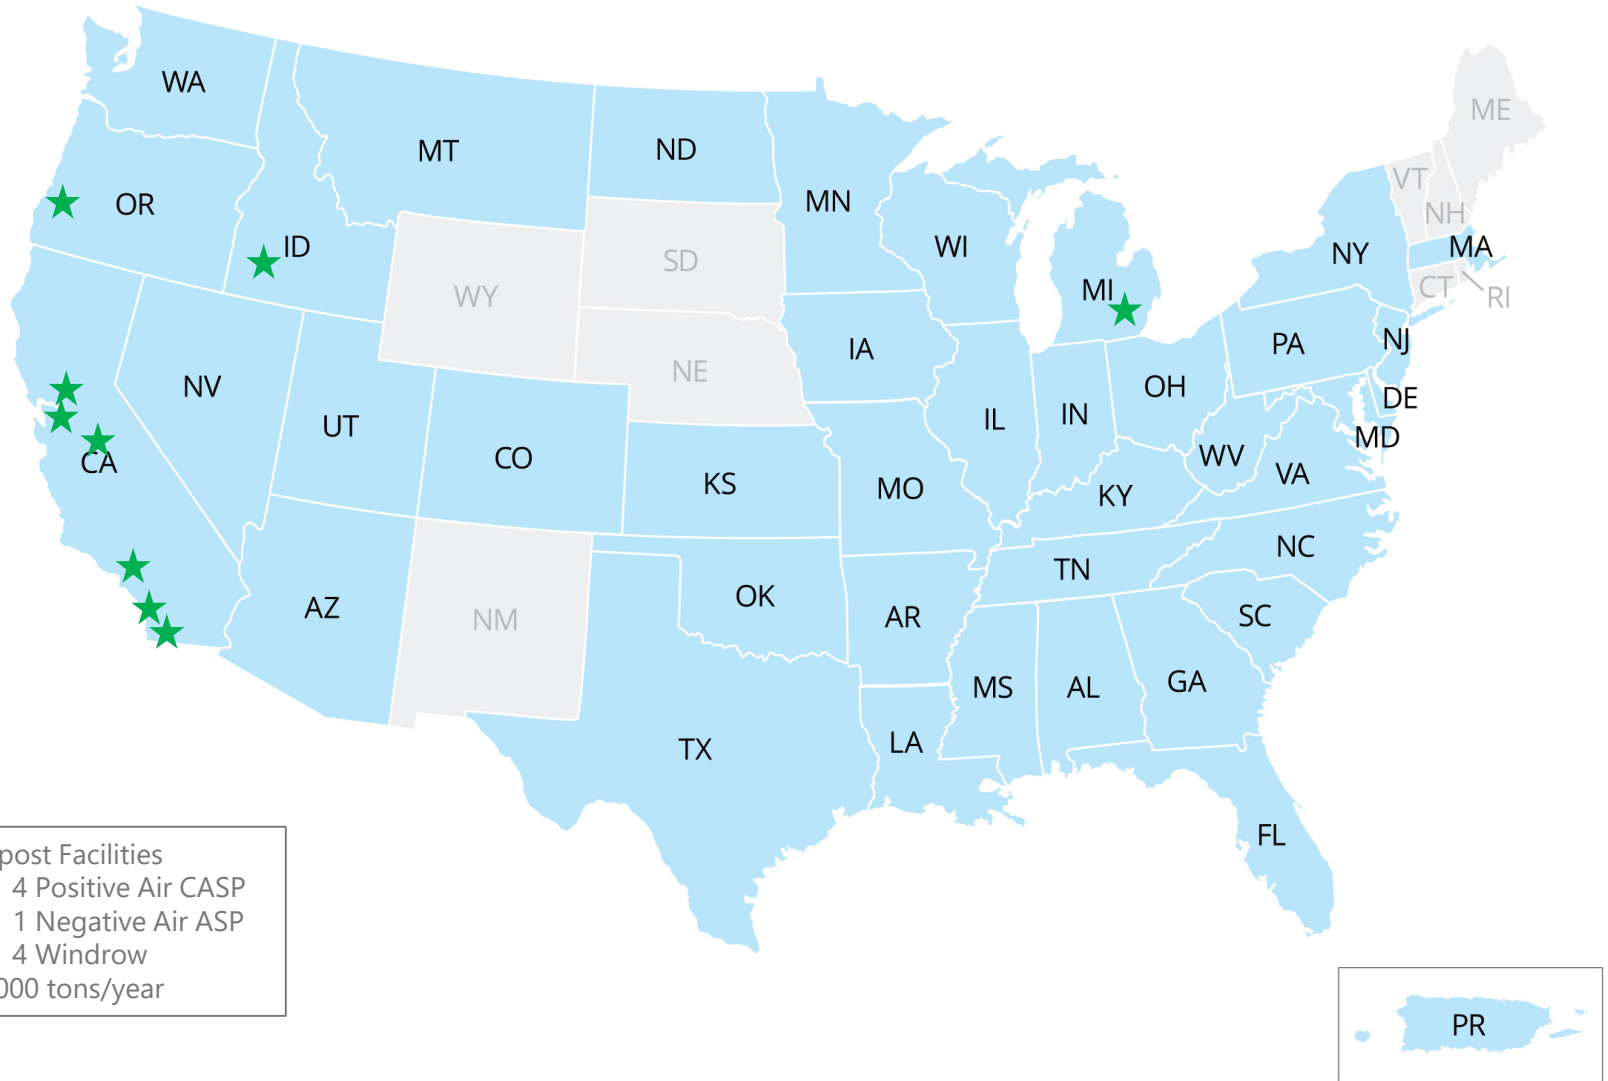 WA
MT
ND
MN
OR
ID
WI
MI
NY
ME
VT
NH
MA
CT
RI
WY
SD
NE
IA
NV
UT
CO
KS
CA
IL
IN
OH
PA
NJ
DE
MD
WV
VA
MO
KY
AZ
NM
OK
AR
TN
NC
SC
MS
AL
GA
TX
LA
FL
post Facilities
4 Positive Air CASP
1 Negative Air ASP
4 Windrow
000 tons/year
PR